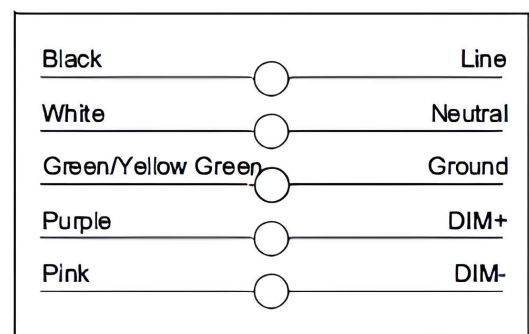 Black Line
White Neutral
Green/Yellow Green Ground
Purple DIM+
Pink DIM-